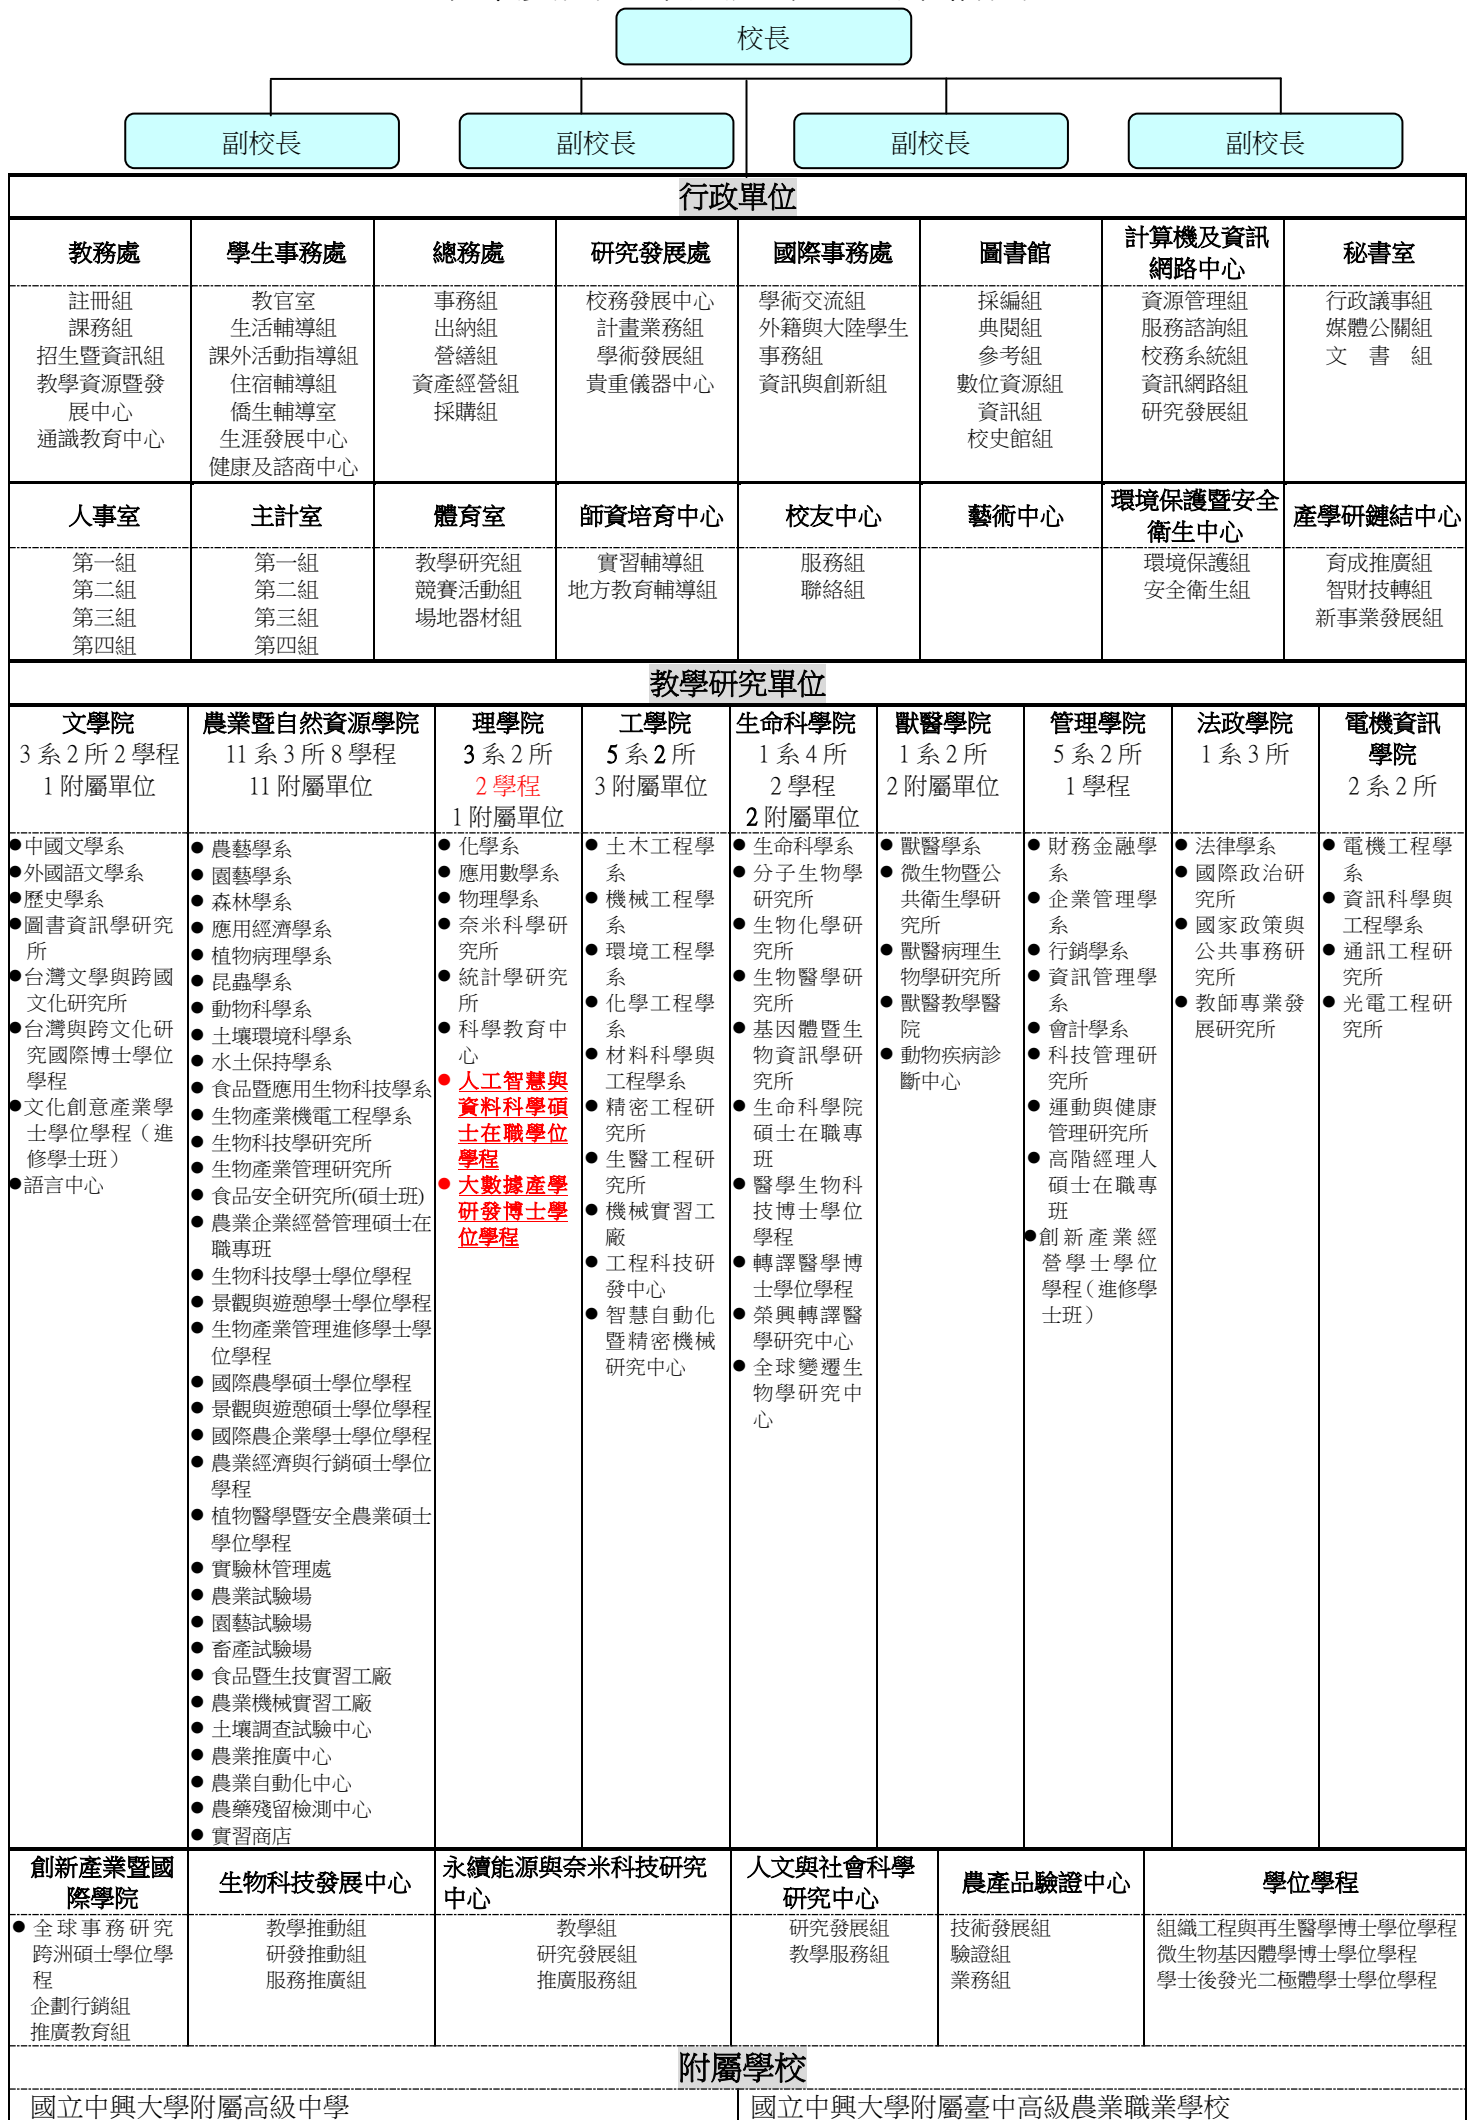 校長
副校長
副校長
副校長
副校長
行政單位
教務處
註冊組
課務組
招生暨資訊組
教學資源暨發
展中心
通識教育中心
學生事務處
教官室
生活輔導組
課外活動指導組
住宿輔導組
僑生輔導室
生涯發展中心
健康及諮商中心
總務處
事務組
出納組
營繕組
資產經營組
採購組
研究發展處
校務發展中心
計畫業務組
學術發展組
貴重儀器中心
國際事務處
學術交流組
外籍與大陸學生
事務組
資訊與創新組
圖書館
採編組
典閱組
參考組
數位資源組
資訊組
校史館組
計算機及資訊
網路中心
資源管理組
服務諮詢組
校務系統組
資訊網路組
研究發展組
秘書室
行政議事組
媒體公關組
文 書 組
人事室
第一組
第二組
第三組
第四組
主計室
第一組
第二組
第三組
第四組
體育室
教學研究組
競賽活動組
場地器材組
師資培育中心
實習輔導組
地方教育輔導組
校友中心
服務組
聯絡組
藝術中心
環境保護暨安全
衛生中心
環境保護組
安全衛生組
產學研鏈結中心
育成推廣組
智財技轉組
新事業發展組
教學研究單位
文學院
3 系 2 所 2 學程
1 附屬單位
●中國文學系
●外國語文學系
●歷史學系
●圖書資訊學研究
所
●台灣文學與跨國
文化研究所
●台灣與跨文化研
究國際博士學位
學程
●文化創意產業學
士學位學程（進
修學士班）
●語言中心
農業暨自然資源學院
11 系 3 所 8 學程
11 附屬單位
● 農藝學系
● 園藝學系
● 森林學系
● 應用經濟學系
● 植物病理學系
● 昆蟲學系
● 動物科學系
● 土壤環境科學系
● 水土保持學系
● 食品暨應用生物科技學系
● 生物產業機電工程學系
● 生物科技學研究所
● 生物產業管理研究所
● 食品安全研究所(碩士班)
● 農業企業經營管理碩士在
職專班
● 生物科技學士學位學程
● 景觀與遊憩學士學位學程
● 生物產業管理進修學士學
位學程
● 國際農學碩士學位學程
● 景觀與遊憩碩士學位學程
● 國際農企業學士學位學程
● 農業經濟與行銷碩士學位
學程
● 植物醫學暨安全農業碩士
學位學程
● 實驗林管理處
● 農業試驗場
● 園藝試驗場
● 畜產試驗場
● 食品暨生技實習工廠
● 農業機械實習工廠
● 土壤調查試驗中心
● 農業推廣中心
● 農業自動化中心
● 農藥殘留檢測中心
● 實習商店
理學院
3 系 2 所
2 學程
1 附屬單位
● 化學系
● 應用數學系
● 物理學系
● 奈米科學研
究所
● 統計學研究
所
● 科學教育中
心
● 人工智慧與
資料科學碩
士在職學位
學程
● 大數據產學
研發博士學
位學程
工學院
5 系 2 所
3 附屬單位
● 土木工程學
系
● 機械工程學
系
● 環境工程學
系
● 化學工程學
系
● 材料科學與
工程學系
● 精密工程研
究所
● 生醫工程研
究所
● 機械實習工
廠
● 工程科技研
發中心
● 智慧自動化
暨精密機械
研究中心
生命科學院
1 系 4 所
2 學程
2 附屬單位
● 生命科學系
● 分子生物學
研究所
● 生物化學研
究所
● 生物醫學研
究所
● 基因體暨生
物資訊學研
究所
● 生命科學院
碩士在職專
班
● 醫學生物科
技博士學位
學程
● 轉譯醫學博
士學位學程
● 榮興轉譯醫
學研究中心
● 全球變遷生
物學研究中
心
獸醫學院
1 系 2 所
2 附屬單位
● 獸醫學系
● 微生物暨公
共衛生學研
究所
● 獸醫病理生
物學研究所
● 獸醫教學醫
院
● 動物疾病診
斷中心
管理學院
5 系 2 所
1 學程
● 財務金融學
系
● 企業管理學
系
● 行銷學系
● 資訊管理學
系
● 會計學系
● 科技管理研
究所
● 運動與健康
管理研究所
● 高階經理人
碩士在職專
班
●創新產業經
營學士學位
學程（進修學
士班）
法政學院
1 系 3 所
● 法律學系
● 國際政治研
究所
● 國家政策與
公共事務研
究所
● 教師專業發
展研究所
電機資訊
學院
2 系 2 所
● 電機工程學
系
● 資訊科學與
工程學系
● 通訊工程研
究所
● 光電工程研
究所
創新產業暨國
際學院
● 全球事務研究
跨洲碩士學位學
程
企劃行銷組
推廣教育組
生物科技發展中心
教學推動組
研發推動組
服務推廣組
永續能源與奈米科技研究
中心
教學組
研究發展組
推廣服務組
人文與社會科學
研究中心
研究發展組
教學服務組
農產品驗證中心
技術發展組
驗證組
業務組
學位學程
組織工程與再生醫學博士學位學程
微生物基因體學博士學位學程
學士後發光二極體學士學位學程
附屬學校
國立中興大學附屬高級中學
國立中興大學附屬臺中高級農業職業學校